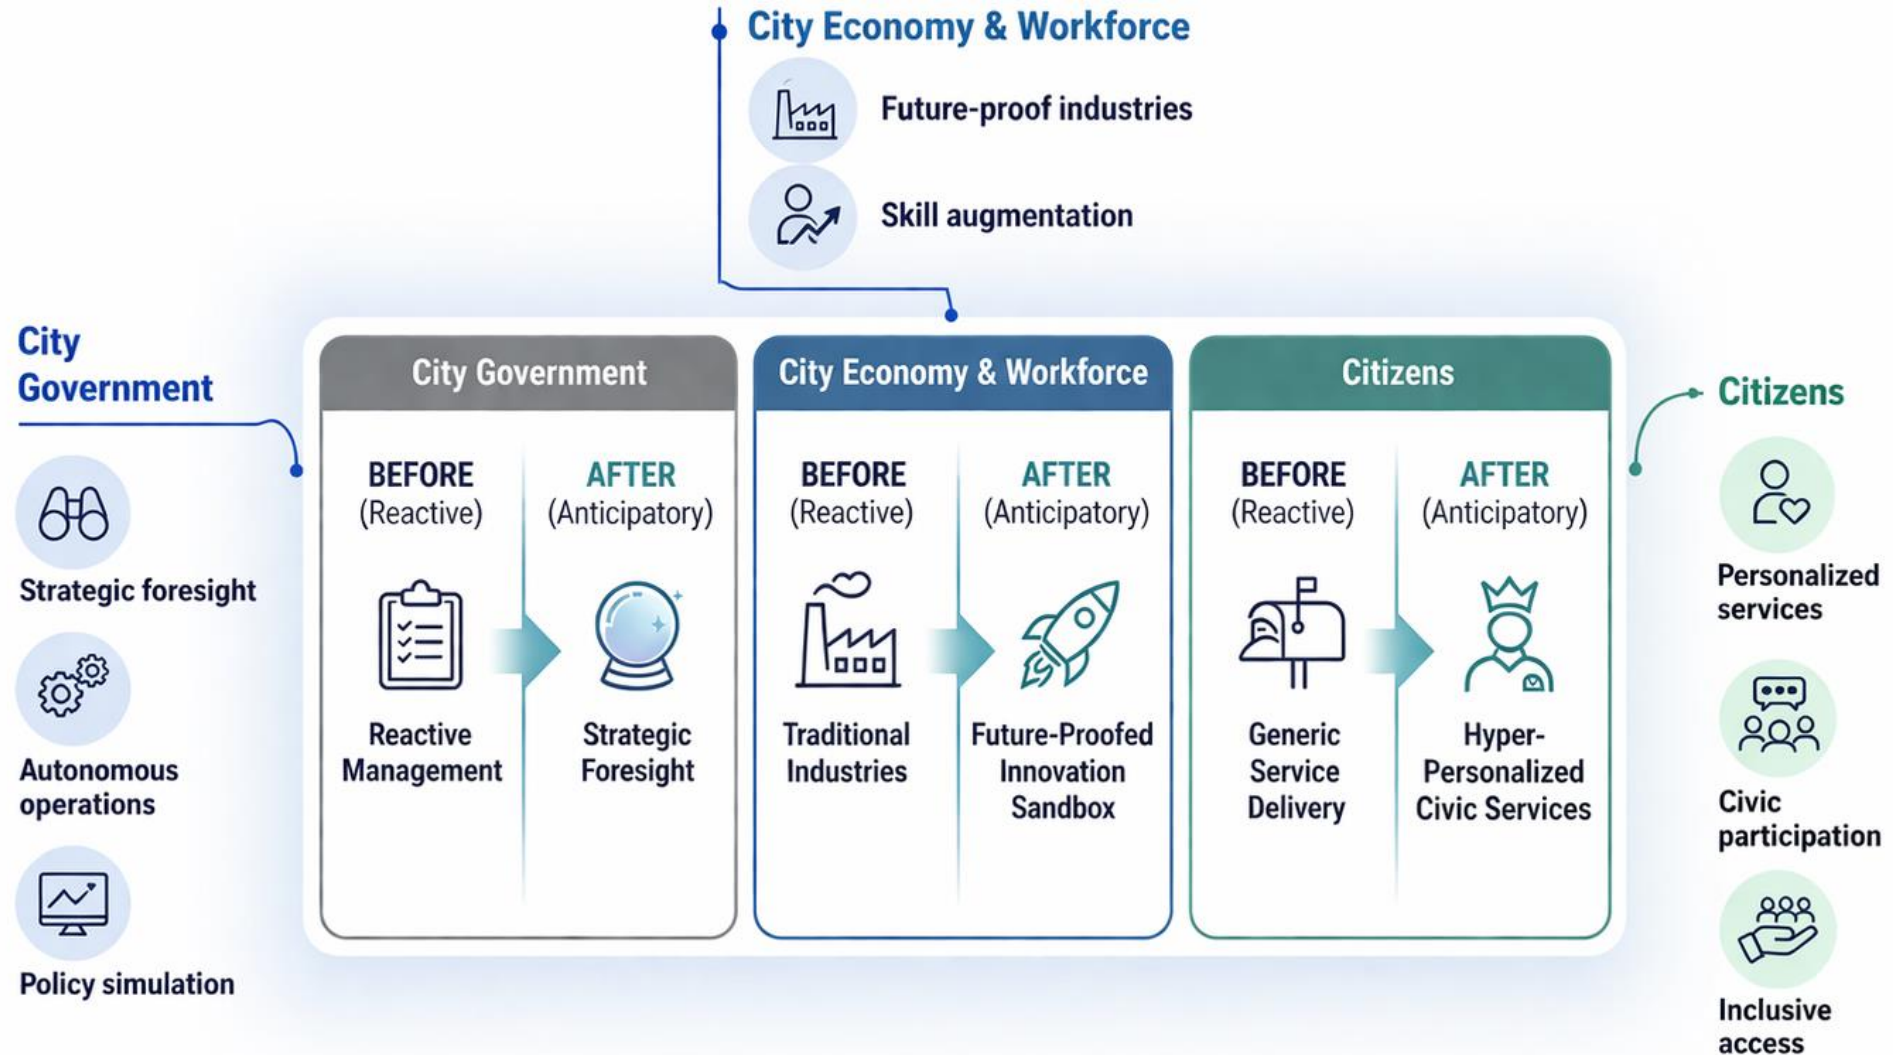 City Economy & Workforce
Future-proof industries
Skill augmentation
City
Government
Strategic foresight
Autonomous
operations
Policy simulation
City Government
BEFORE
(Reactive)
AFTER
(Anticipatory)
Reactive
Management
Strategic
Foresight
City Economy & Workforce
BEFORE
(Reactive)
AFTER
(Anticipatory)
Traditional
Industries
Future-Proofed
Innovation
Sandbox
Citizens
BEFORE
(Reactive)
AFTER
(Anticipatory)
Generic
Service
Delivery
Hyper-
Personalized
Civic Services
Citizens
Personalized
services
Civic
participation
Inclusive
access